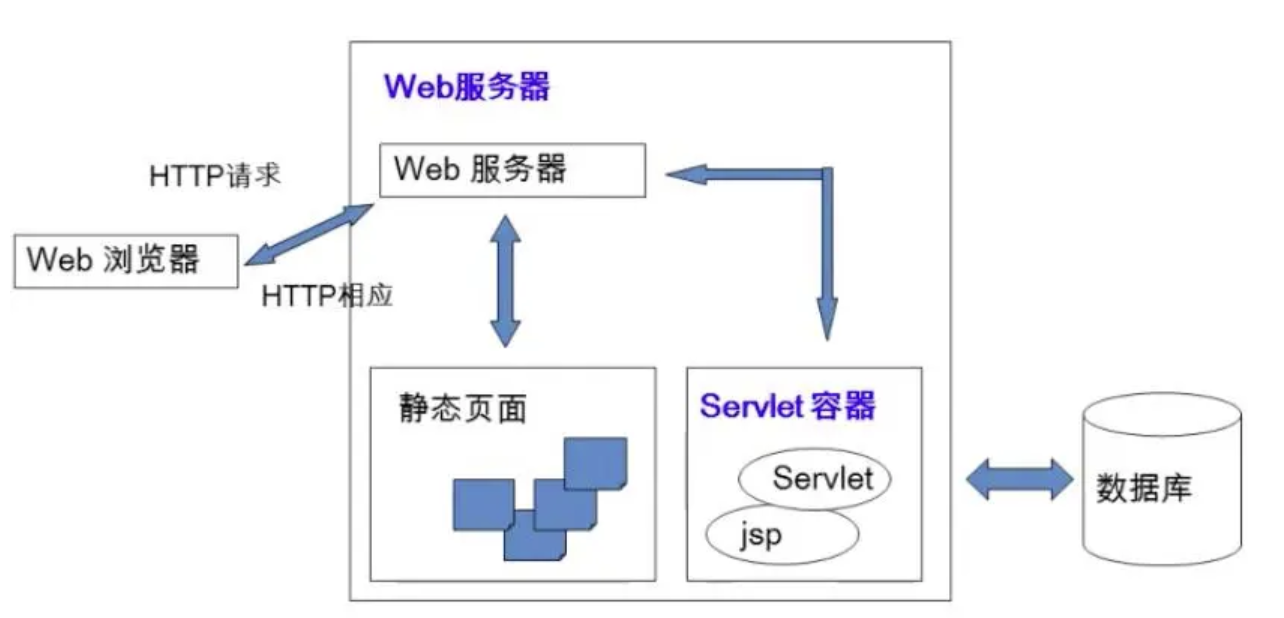 Web服务器
Web 服务器
HTTP请求
Web 浏览器
HTTP相应
静态页面
Servlet 容器
Servlet
jsp
数据库